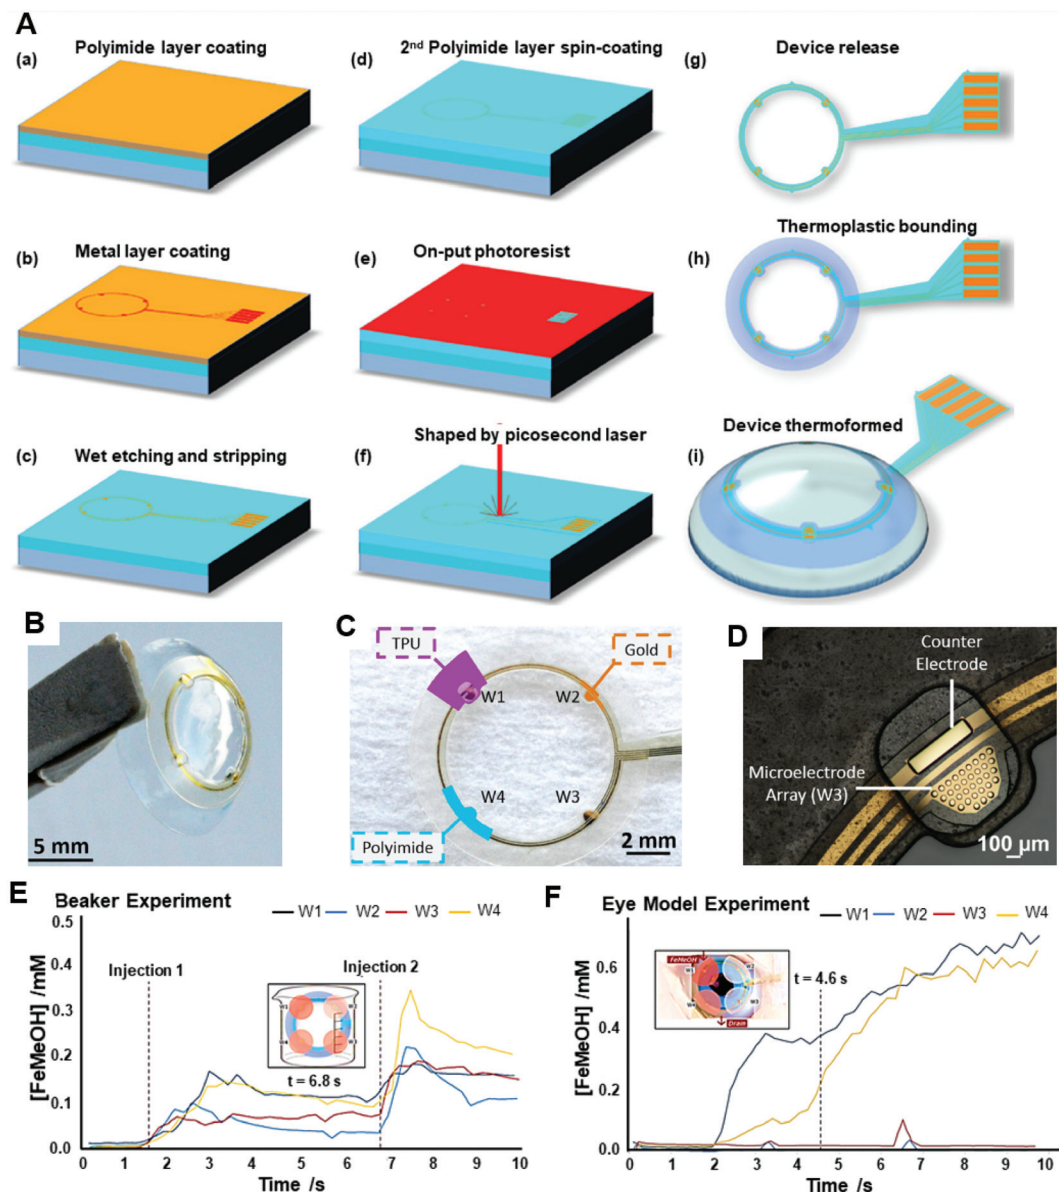 A
Polyimide layer coating
(a)
2nd Polyimide layer spin-coating
(d)
Device release
(g)
Metal layer coating
(b)
On-put photoresist
(e)
Thermoplastic bounding
(h)
Wet etching and stripping
(c)
Shaped by picosecond laser
(f)
Device thermoformed
(i)
B
5 mm
C
TPU
Gold
W1
W2
W4
W3
Polyimide
2 mm
D
Counter
Electrode
Microelectrode
Array (W3)
100 µm
E
Beaker Experiment
W1 W2 W3 W4
[FeMeOH] /mM
0.5
0.4
0.3
0.2
0.1
0.0
Injection 1
Injection 2
t = 6.8 s
0 1 2 3 4 5 6 7 8 9 10
Time /s
F
Eye Model Experiment
W1 W2 W3 W4
[FeMeOH] /mM
0.6
0.4
0.2
0.0
FeMeOH
W2
W4
W3
Drain
t = 4.6 s
0 1 2 3 4 5 6 7 8 9 10
Time /s